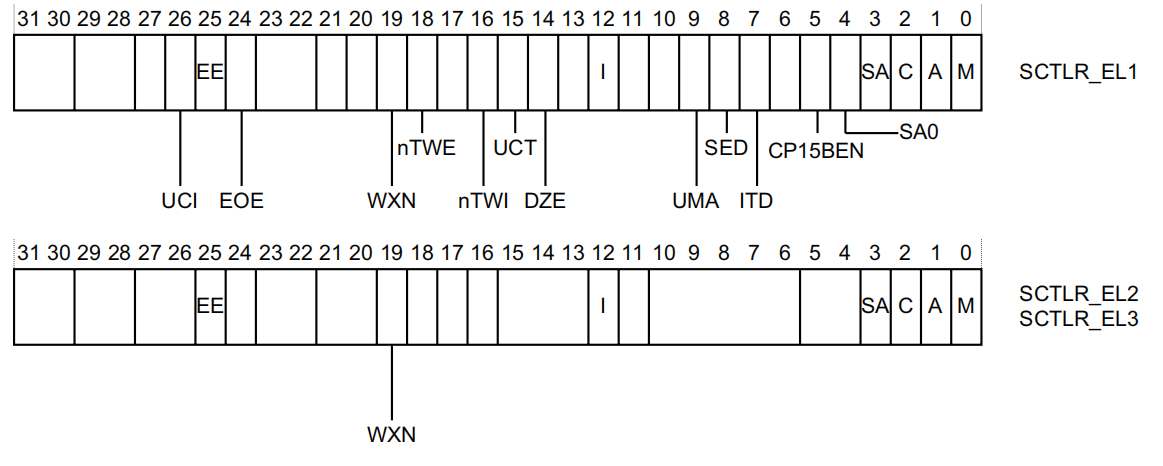 31 30 29 28 27 26 25 24 23 22 21 20 19 18 17 16 15 14 13 12 11 10 9 8 7 6 5 4 3 2 1 0
EE I SA C A M SCTLR_EL1
SA0
nTWE UCT SED CP15BEN
UCI EOE WXN nTWI DZE UMA ITD
31 30 29 28 27 26 25 24 23 22 21 20 19 18 17 16 15 14 13 12 11 10 9 8 7 6 5 4 3 2 1 0
EE I SA C A M SCTLR_EL2
SCTLR_EL3
WXN